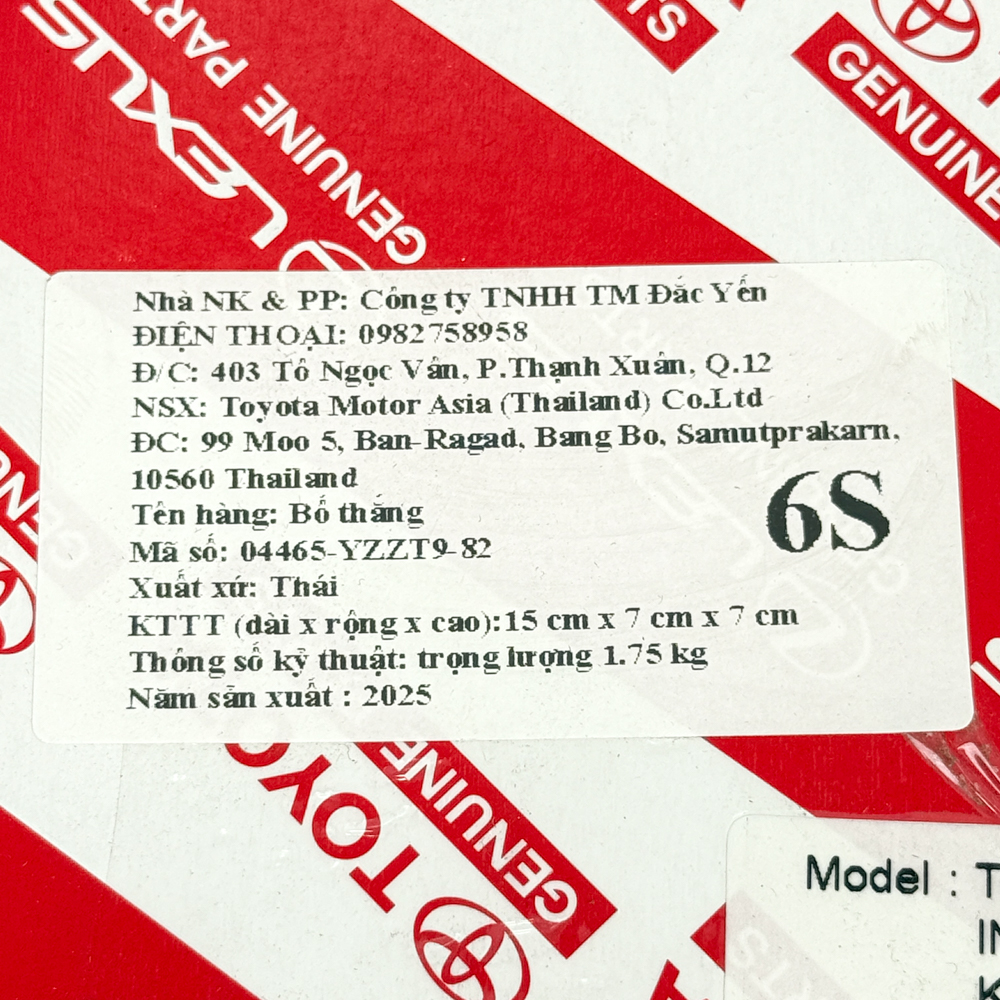 LEXUS
GENUINE PARTS
GENUINE
Nhà NK & PP: Công ty TNHH TM Đắc Yến
ĐIỆN THOẠI: 0982758958
Đ/C: 403 Tô Ngọc Vân, P.Thạnh Xuân, Q.12
NSX: Toyota Motor Asia (Thailand) Co.Ltd
ĐC: 99 Moo 5, Ban-Ragad, Bang Bo, Samutprakarn,
10560 Thailand
Tên hàng: Bố thắng
Mã số: 04465-YZZT9-82
Xuất xứ: Thái
KTTT (dài x rộng x cao):15 cm x 7 cm x 7 cm
Thông số kỹ thuật: trọng lượng 1.75 kg
Năm sản xuất : 2025
6S
TOYO
GENUINE
Model :